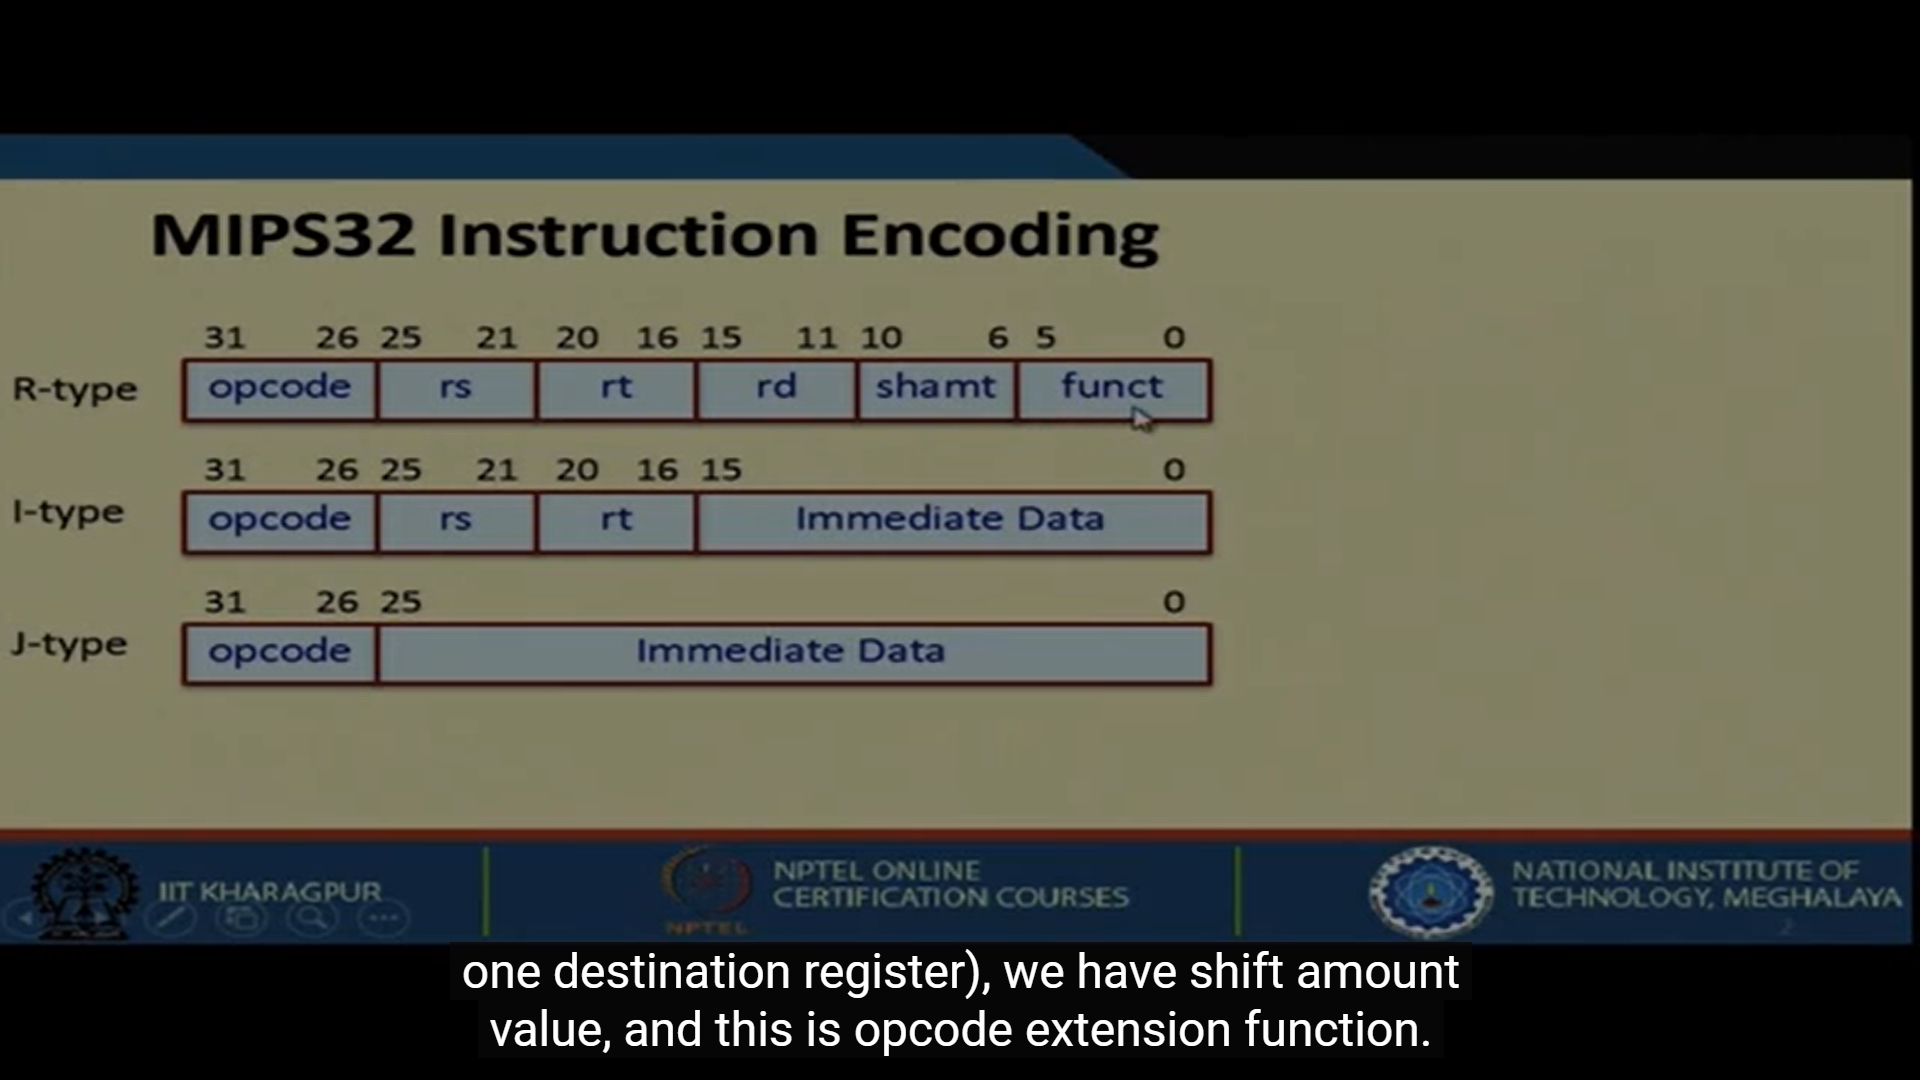 MIPS32 Instruction Encoding
31 26 25 21 20 16 15 11 10 6 5 0
R-type opcode rs rt rd shamt funct
31 26 25 21 20 16 15 0
I-type opcode rs rt Immediate Data
31 26 25 0
J-type opcode Immediate Data
IIT KHARAGPUR
NPTEL
NPTEL ONLINE
CERTIFICATION COURSES
NATIONAL INSTITUTE OF
TECHNOLOGY, MEGHALAYA
2
one destination register), we have shift amount
value, and this is opcode extension function.